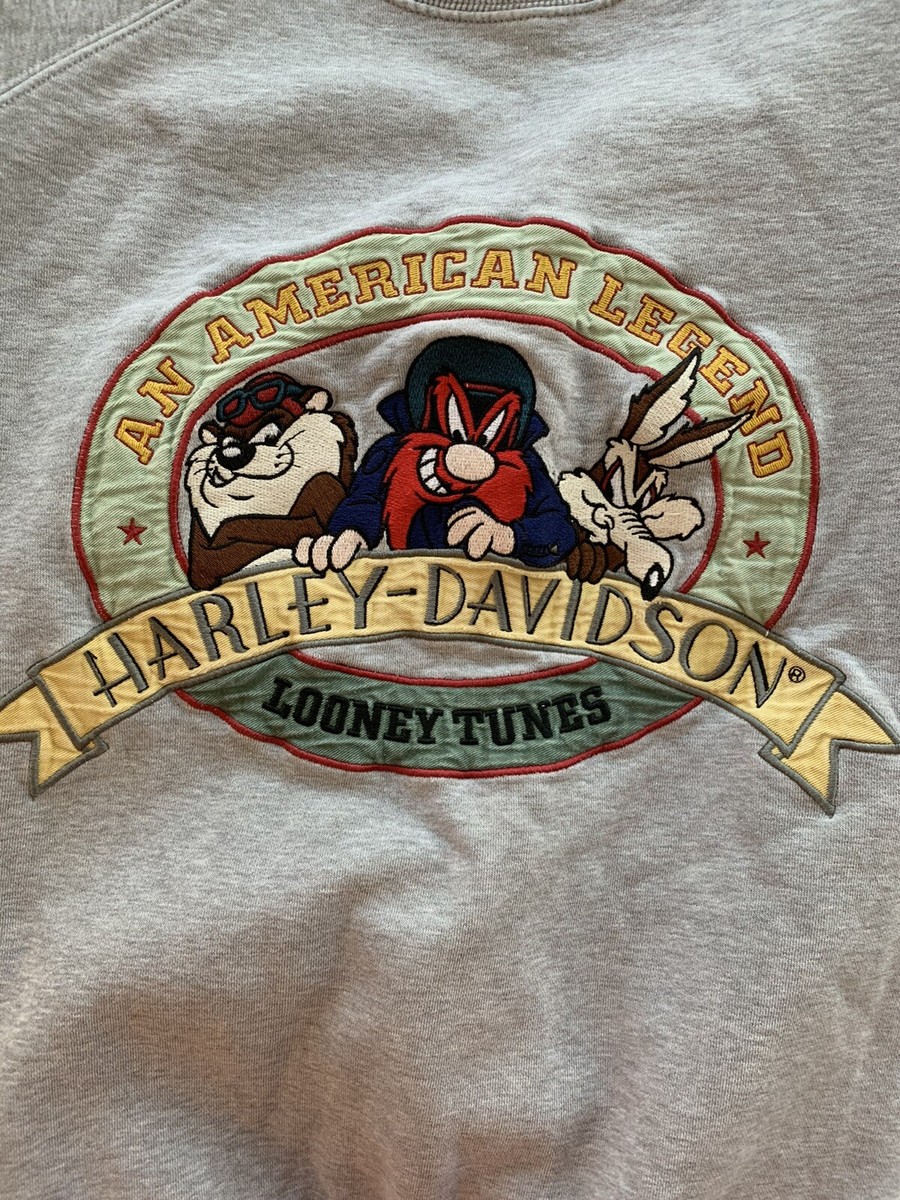 AN AMERICAN LEGEND
HARLEY-DAVIDSON®
LOONEY TUNES